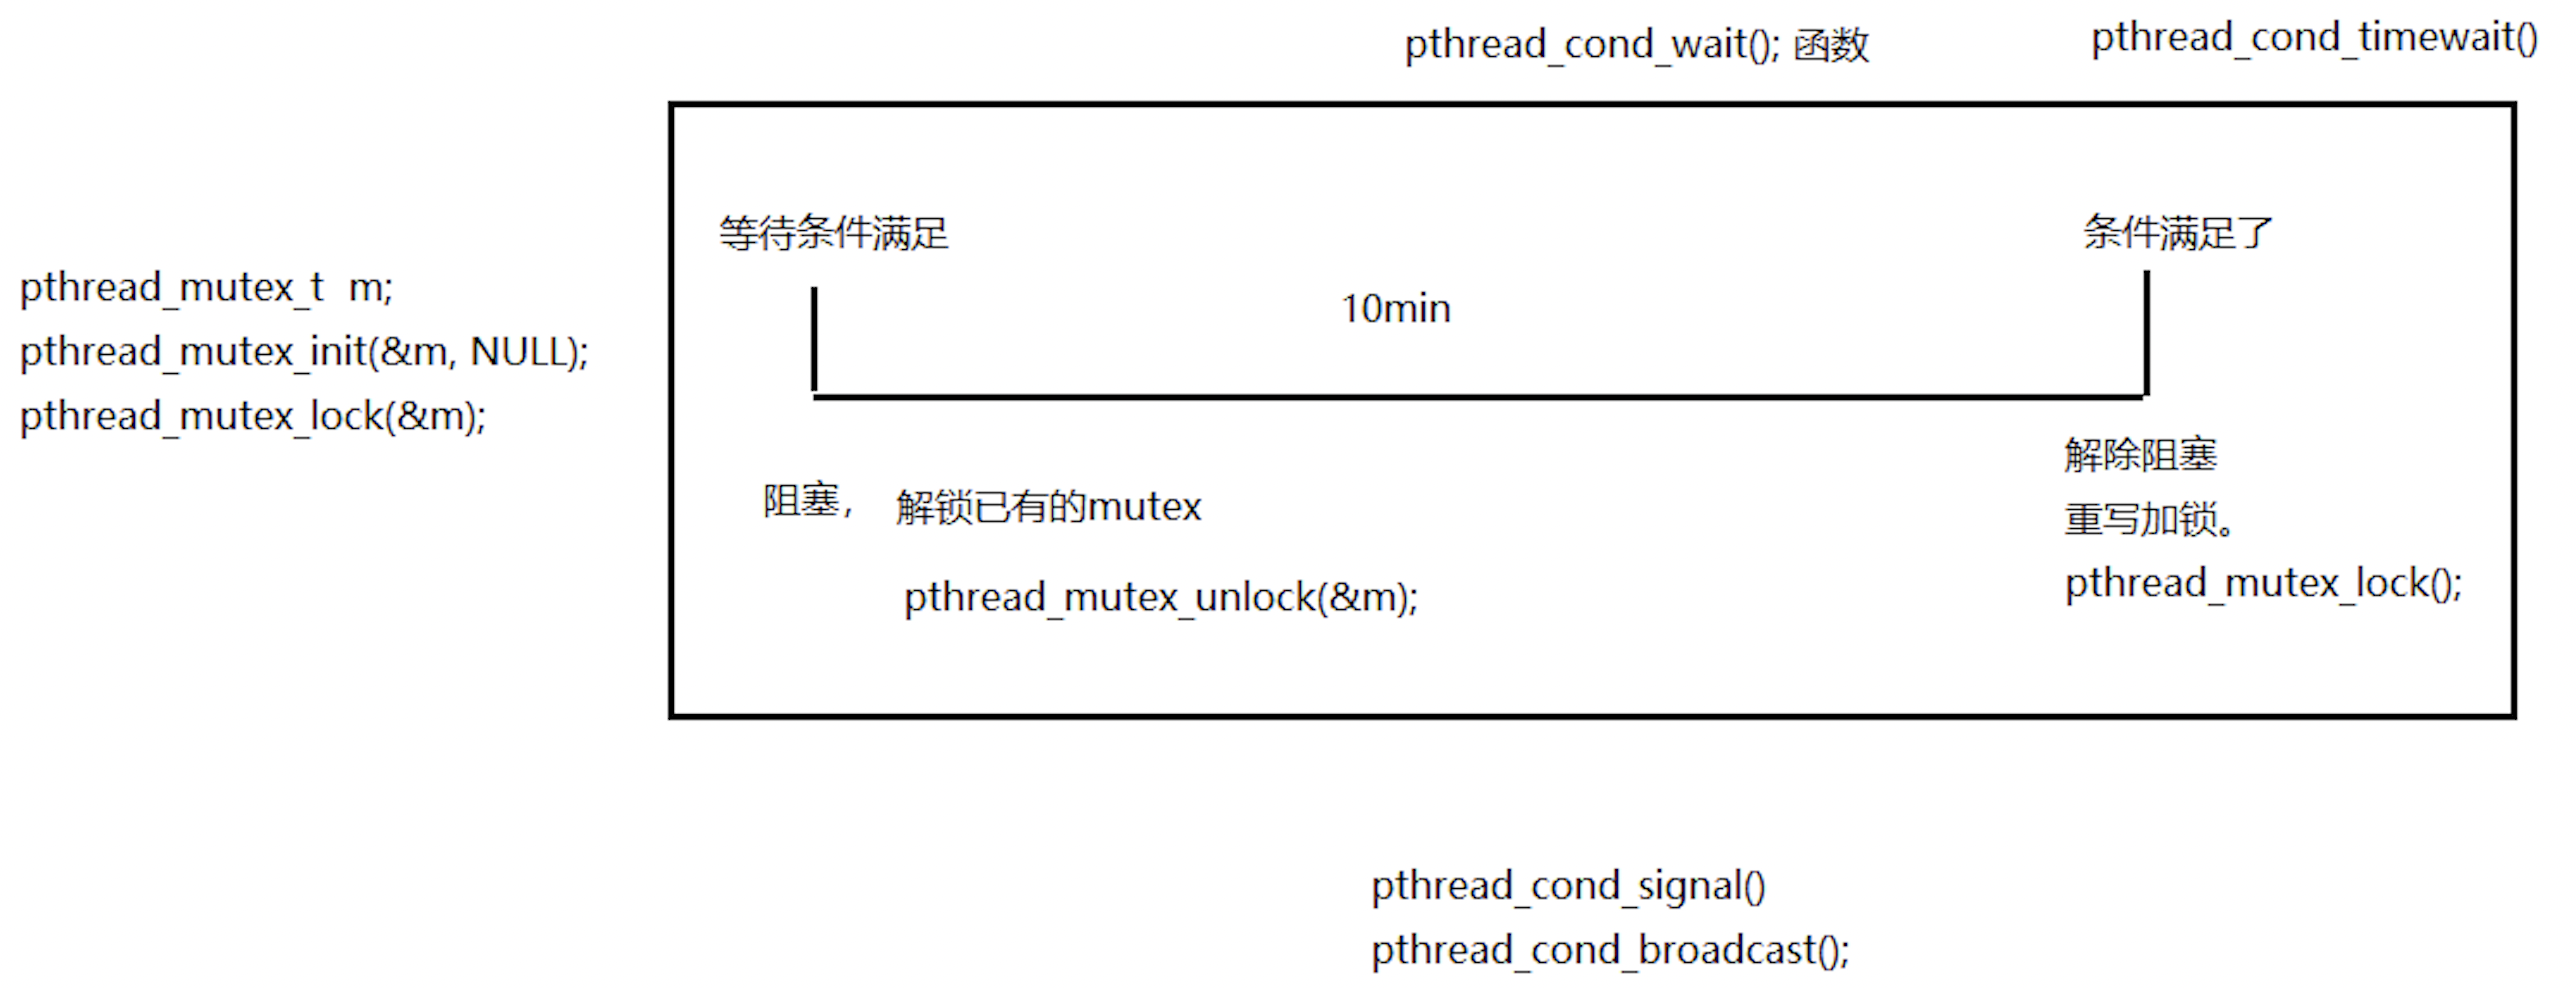 pthread_cond_wait(); 函数
pthread_cond_timewait()
等待条件满足
条件满足了
10min
pthread_mutex_t m;
pthread_mutex_init(&m, NULL);
pthread_mutex_lock(&m);
阻塞， 解锁已有的mutex
pthread_mutex_unlock(&m);
解除阻塞
重写加锁。
pthread_mutex_lock();
pthread_cond_signal()
pthread_cond_broadcast();